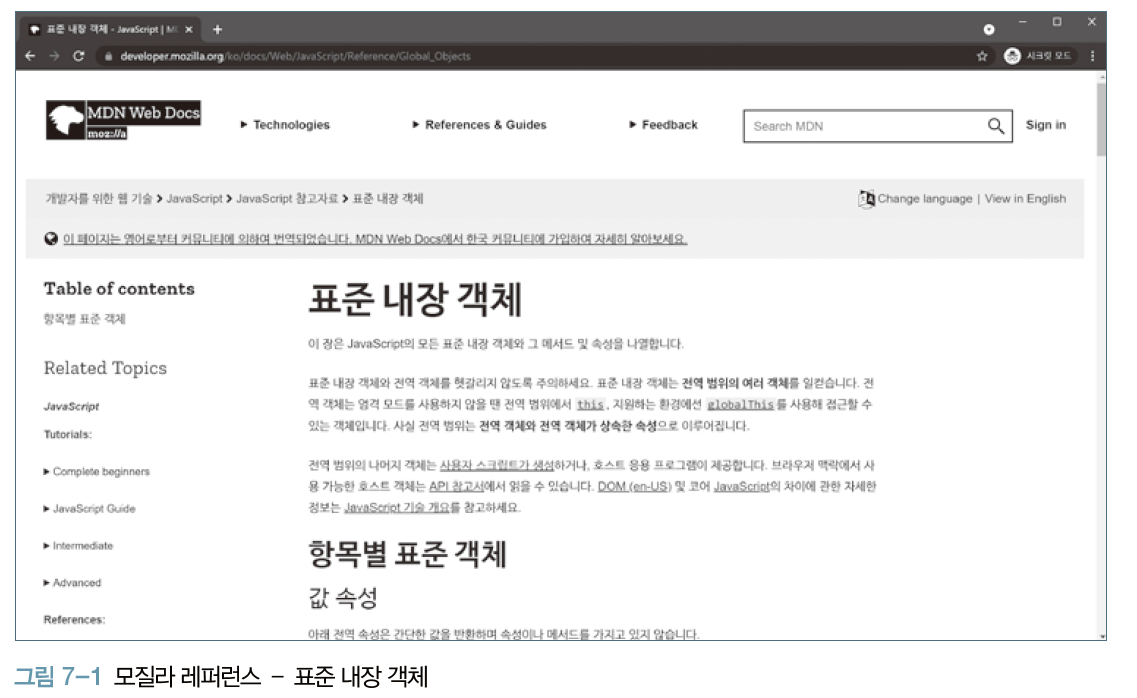 표준 내장 객체 - JavaScript | M
developer.mozilla.org/ko/docs/Web/JavaScript/Reference/Global_Objects
시크릿 모드
MDN Web Docs
moz://a
Technologies
References & Guides
Feedback
Search MDN
Sign in
개발자를 위한 웹 기술 > JavaScript > JavaScript 참고자료 > 표준 내장 객체
Change language | View in English
이 페이지는 영어로부터 커뮤니티에 의하여 번역되었습니다. MDN Web Docs에서 한국 커뮤니티에 가입하여 자세히 알아보세요.
Table of contents
항목별 표준 객체
Related Topics
JavaScript
Tutorials:
Complete beginners
JavaScript Guide
Intermediate
Advanced
References:
표준 내장 객체
이 장은 JavaScript의 모든 표준 내장 객체와 그 메서드 및 속성을 나열합니다.
표준 내장 객체와 전역 객체를 헷갈리지 않도록 주의하세요. 표준 내장 객체는 전역 범위의 여러 객체를 일컫습니다. 전
역 객체는 엄격 모드를 사용하지 않을 땐 전역 범위에서 this, 지원하는 환경에선 globalThis를 사용해 접근할 수
있는 객체입니다. 사실 전역 범위는 전역 객체와 전역 객체가 상속한 속성으로 이루어집니다.
전역 범위의 나머지 객체는 사용자 스크립트가 생성하거나, 호스트 응용 프로그램이 제공합니다. 브라우저 맥락에서 사
용 가능한 호스트 객체는 API 참고서에서 읽을 수 있습니다. DOM (en-US) 및 코어 JavaScript의 차이에 관한 자세한
정보는 JavaScript 기술 개요를 참고하세요.
항목별 표준 객체
값 속성
아래 전역 속성은 간단한 값을 반환하며 속성이나 메서드를 가지고 있지 않습니다.
그림 7-1 모질라 레퍼런스 - 표준 내장 객체